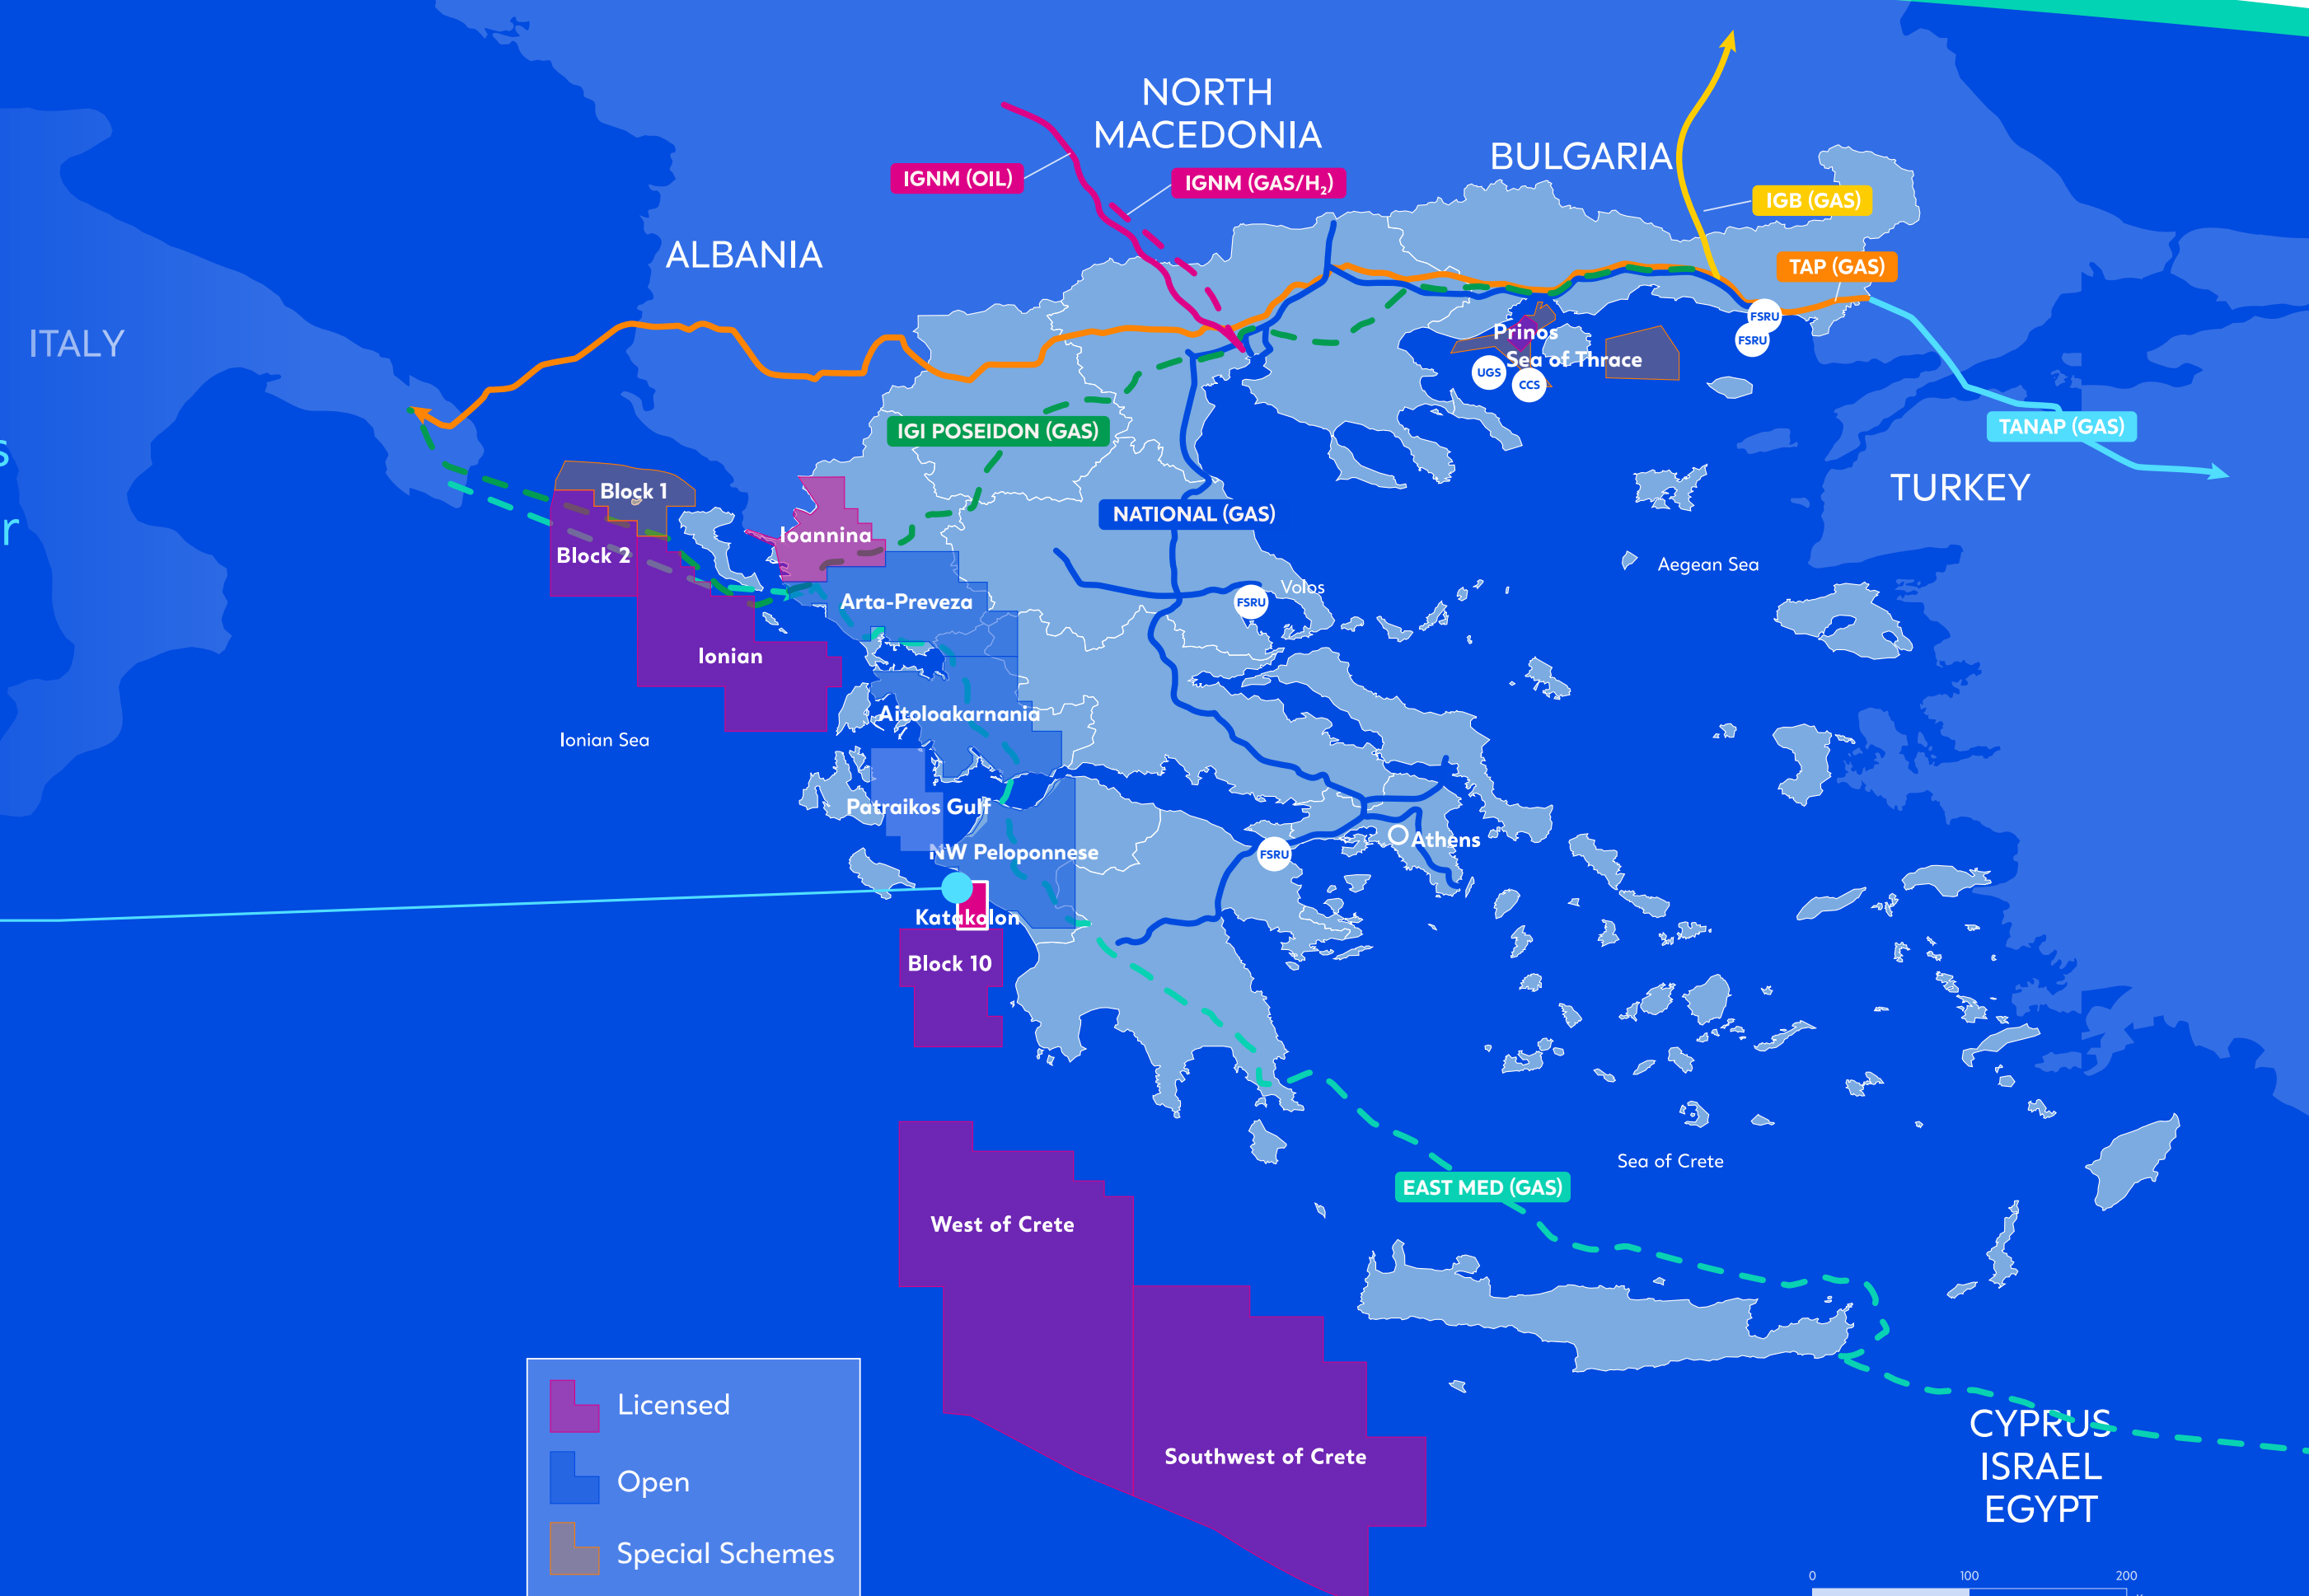 NORTH
MACEDONIA
BULGARIA
IGNM (OIL)
IGNM (GAS/H₂)
IGB (GAS)
ALBANIA
TAP (GAS)
ITALY
FSRU
FSRU
Prinos
Sea of Thrace
UGS
CCS
TANAP (GAS)
IGI POSEIDON (GAS)
s
TURKEY
Block 1
NATIONAL (GAS)
r
Ioannina
Block 2
Aegean Sea
Volos
FSRU
Arta-Preveza
Ionian
Aitoloakarnania
Ionian Sea
Patraikos Gulf
Athens
NW Peloponnese
FSRU
Katakolon
Block 10
Sea of Crete
EAST MED (GAS)
West of Crete
Southwest of Crete
Licensed
Open
Special Schemes
CYPRUS
ISRAEL
EGYPT
0 100 200